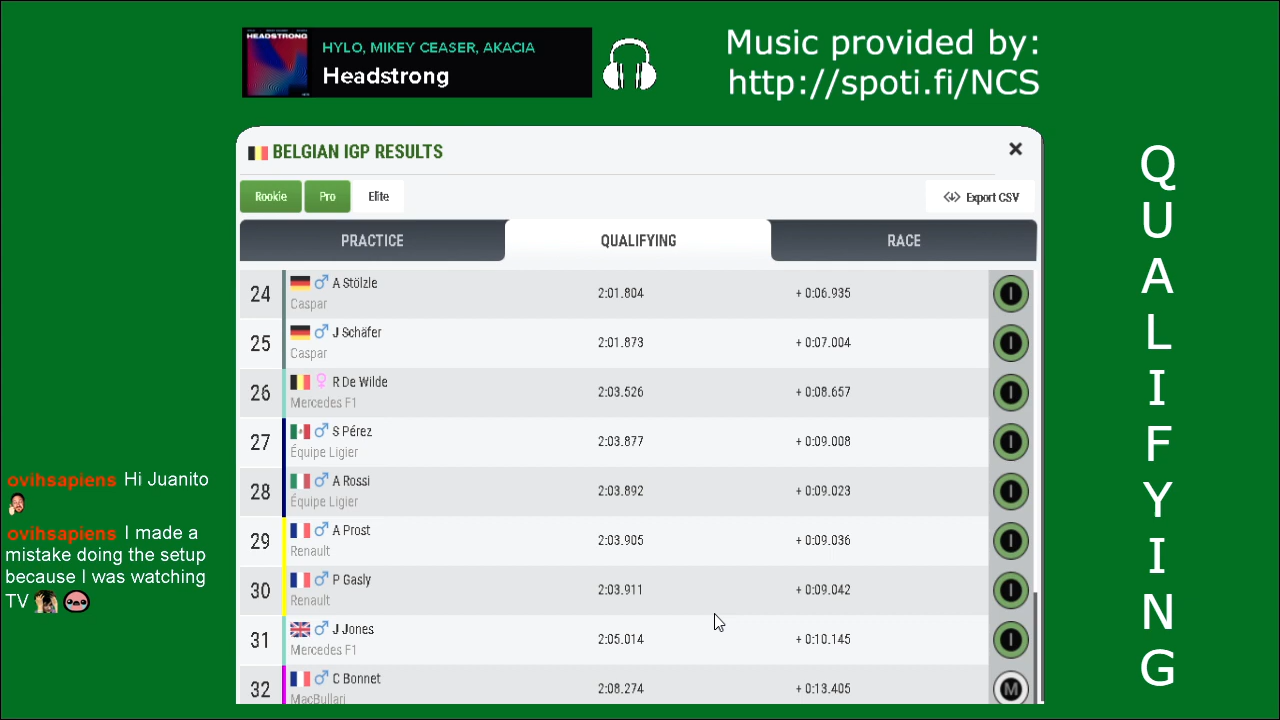 HYLO, MIKEY CEASER, AKACIA
Headstrong
HEADSTRONG
Music provided by:
http://spoti.fi/NCS
BELGIAN IGP RESULTS
Rookie
Pro
Elite
Export CSV
PRACTICE
QUALIFYING
RACE
24 A Stölzle 2:01.804 + 0:06.935 I
Caspar
25 J Schäfer 2:01.873 + 0:07.004 I
Caspar
26 R De Wilde 2:03.526 + 0:08.657 I
Mercedes F1
27 S Pérez 2:03.877 + 0:09.008 I
Équipe Ligier
28 A Rossi 2:03.892 + 0:09.023 I
Équipe Ligier
29 A Prost 2:03.905 + 0:09.036 I
Renault
30 P Gasly 2:03.911 + 0:09.042 I
Renault
31 J Jones 2:05.014 + 0:10.145 I
Mercedes F1
32 C Bonnet 2:08.274 + 0:13.405 M
MacBullari
ovihsapiens Hi Juanito
ovihsapiens I made a
mistake doing the setup
because I was watching
TV
QUALIFYING